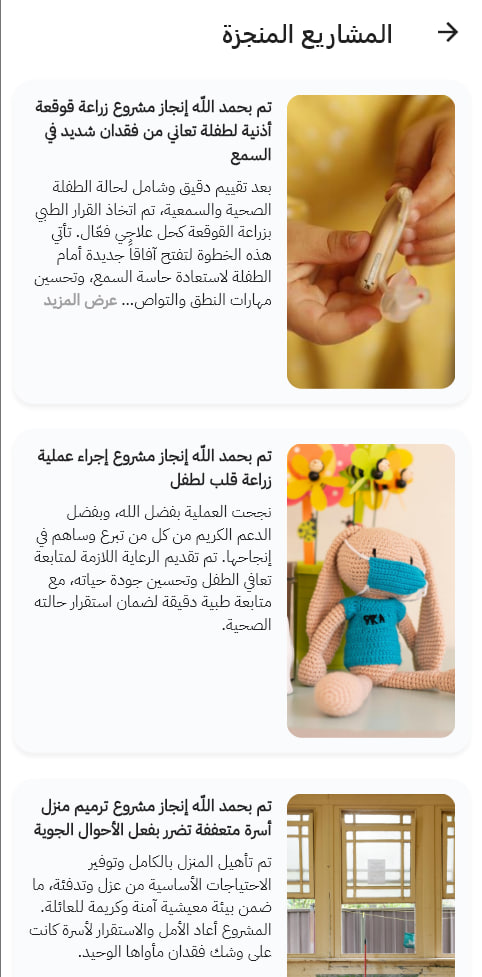 المشاريع المنجزة
تم بحمد الله إنجاز مشروع زراعة قوقعة
أذنية لطفلة تعاني من فقدان شديد في
السمع
بعد تقييم دقيق وشامل لحالة الطفلة
الصحية والسمعية، تم اتخاذ القرار الطبي
بزراعة القوقعة كحل علاجي فعّال. تأتي
هذه الخطوة لتفتح آفاقاً جديدة أمام
الطفلة لاستعادة حاسة السمع، وتحسين
مهارات النطق والتواص... عرض المزيد
تم بحمد الله إنجاز مشروع إجراء عملية
زراعة قلب لطفل
نجحت العملية بفضل الله، وبفضل
الدعم الكريم من كل من تبرع وساهم في
إنجاحها. تم تقديم الرعاية اللازمة لمتابعة
تعافي الطفل وتحسين جودة حياته، مع
متابعة طبية دقيقة لضمان استقرار حالته
الصحية.
تم بحمد الله إنجاز مشروع ترميم منزل
أسرة متعففة تضرر بفعل الأحوال الجوية
تم تأهيل المنزل بالكامل وتوفير
الاحتياجات الأساسية من عزل وتدفئة، ما
ضمن بيئة معيشية آمنة وكريمة للعائلة.
المشروع أعاد الأمل والاستقرار لأسرة كانت
على وشك فقدان مأواها الوحيد.